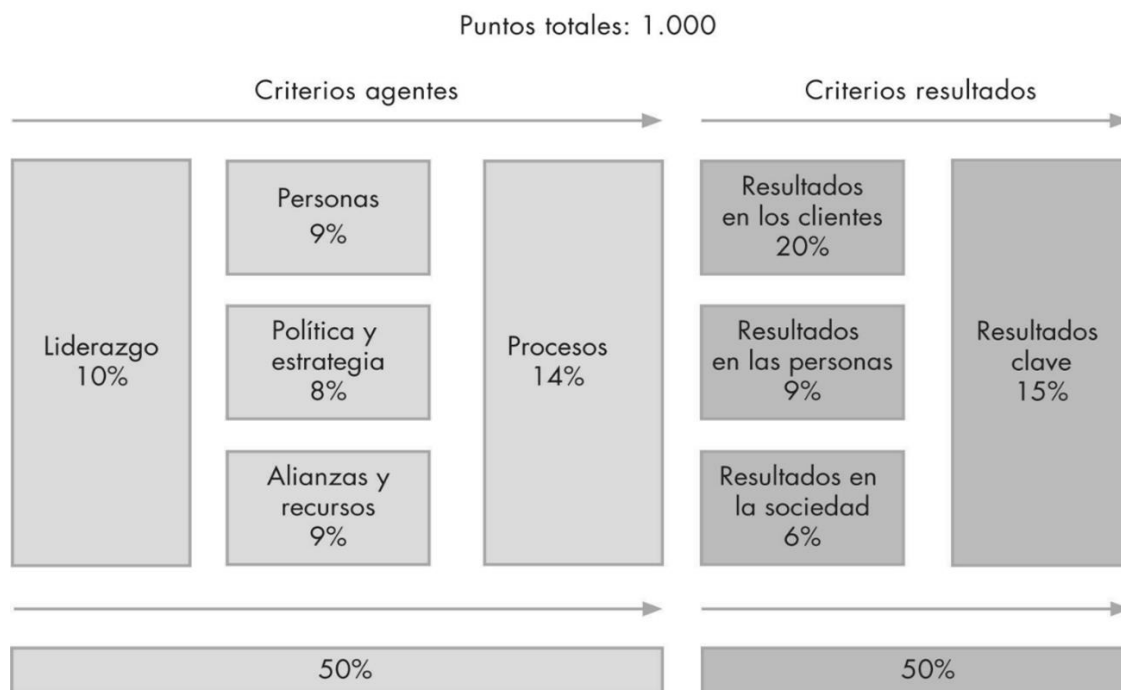 Puntos totales: 1.000
Criterios agentes
Criterios resultados
Liderazgo
10%
Personas
9%
Política y
estrategia
8%
Alianzas y
recursos
9%
Procesos
14%
Resultados
en los clientes
20%
Resultados
en las personas
9%
Resultados en
la sociedad
6%
Resultados
clave
15%
50%
50%